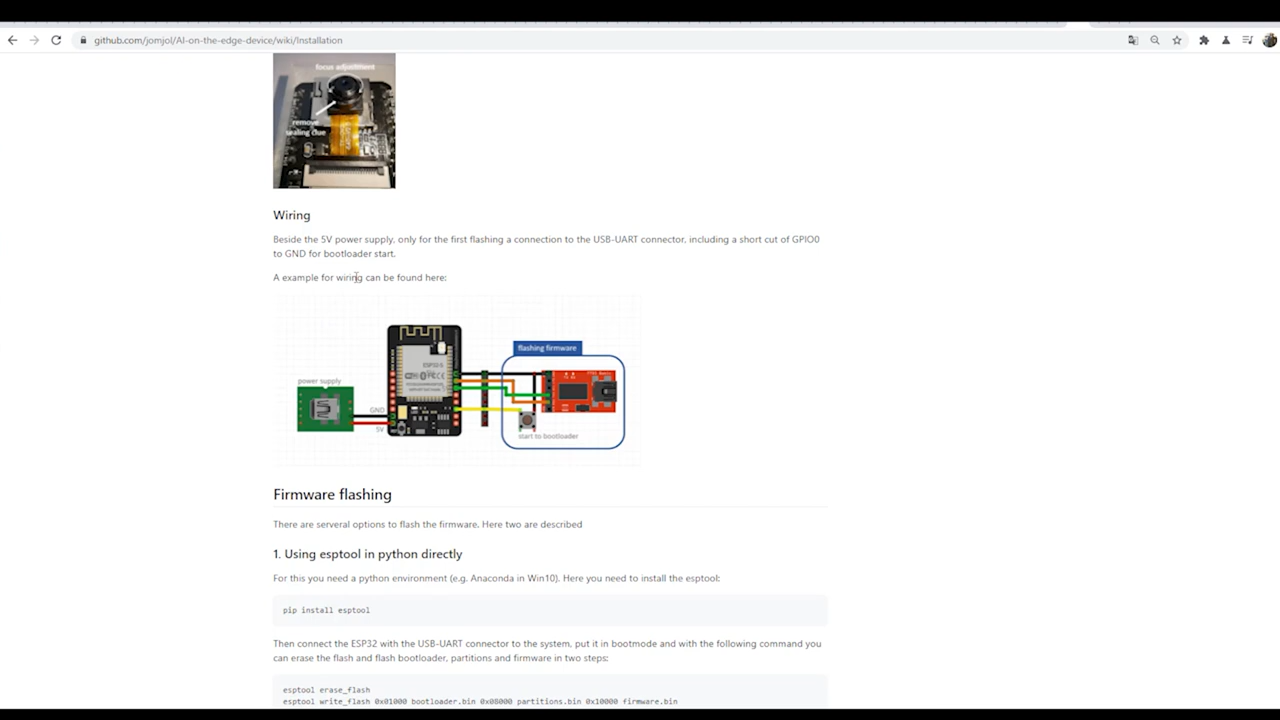 github.com/jomjol/AI-on-the-edge-device/wiki/Installation
focus adjustment
remove
sealing glue
Wiring
Beside the 5V power supply, only for the first flashing a connection to the USB-UART connector, including a short cut of GPIO0
to GND for bootloader start.
A example for wiring can be found here:
flashing firmware
ESP32-S
power supply
GND
5V
start to bootloader
Firmware flashing
There are serveral options to flash the firmware. Here two are described
1. Using esptool in python directly
For this you need a python environment (e.g. Anaconda in Win10). Here you need to install the esptool:
pip install esptool
Then connect the ESP32 with the USB-UART connector to the system, put it in bootmode and with the following command you
can erase the flash and flash bootloader, partitions and firmware in two steps:
esptool erase_flash
esptool write_flash 0x01000 bootloader.bin 0x08000 partitions.bin 0x10000 firmware.bin